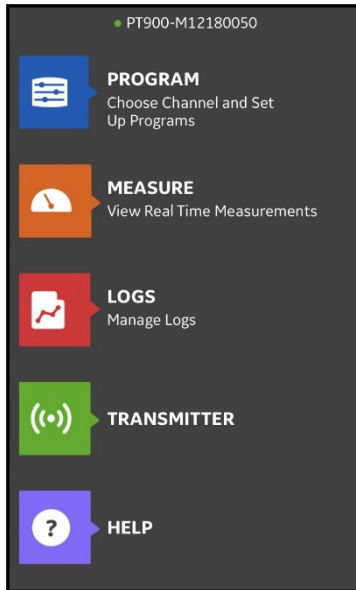 PT900-M12180050
PROGRAM
Choose Channel and Set
Up Programs
MEASURE
View Real Time Measurements
LOGS
Manage Logs
TRANSMITTER
?
HELP